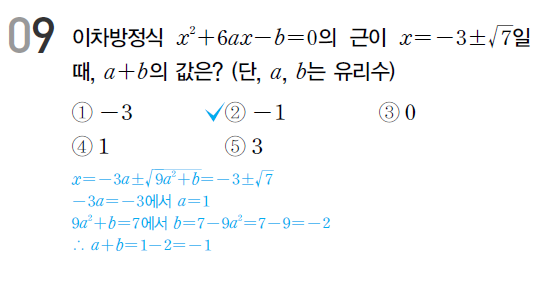 09 이차방정식 x²+6ax−b=0의 근이 x=−3±√7일
때, a+b의 값은? (단, a, b는 유리수)
① −3 ② −1 ③ 0
④ 1 ⑤ 3
x=−3a±√(9a²+b)=−3±√7
−3a=−3에서 a=1
9a²+b=7에서 b=7−9a²=7−9=−2
∴ a+b=1−2=−1